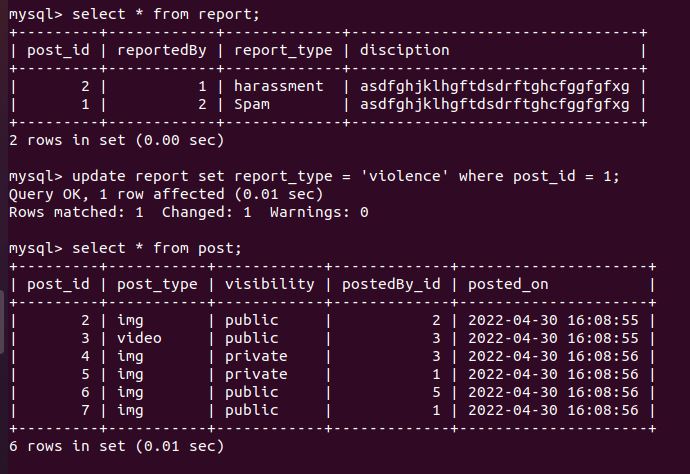 mysql> select * from report;
+---------+------------+-------------+--------------------------------+
| post_id | reportedBy | report_type | disciption                     |
+---------+------------+-------------+--------------------------------+
|       2 |          1 | harassment  | asdfghjklhgftdsdrftghcfggfgfxg |
|       1 |          2 | Spam        | asdfghjklhgftdsdrftghcfggfgfxg |
+---------+------------+-------------+--------------------------------+
2 rows in set (0.00 sec)
mysql> update report set report_type = 'violence' where post_id = 1;
Query OK, 1 row affected (0.01 sec)
Rows matched: 1  Changed: 1  Warnings: 0
mysql> select * from post;
+---------+-----------+------------+-------------+---------------------+
| post_id | post_type | visibility | postedBy_id | posted_on           |
+---------+-----------+------------+-------------+---------------------+
|       2 | img       | public     |           2 | 2022-04-30 16:08:55 |
|       3 | video     | public     |           3 | 2022-04-30 16:08:55 |
|       4 | img       | private    |           3 | 2022-04-30 16:08:56 |
|       5 | img       | private    |           1 | 2022-04-30 16:08:56 |
|       6 | img       | public     |           5 | 2022-04-30 16:08:56 |
|       7 | img       | public     |           1 | 2022-04-30 16:08:56 |
+---------+-----------+------------+-------------+---------------------+
6 rows in set (0.01 sec)